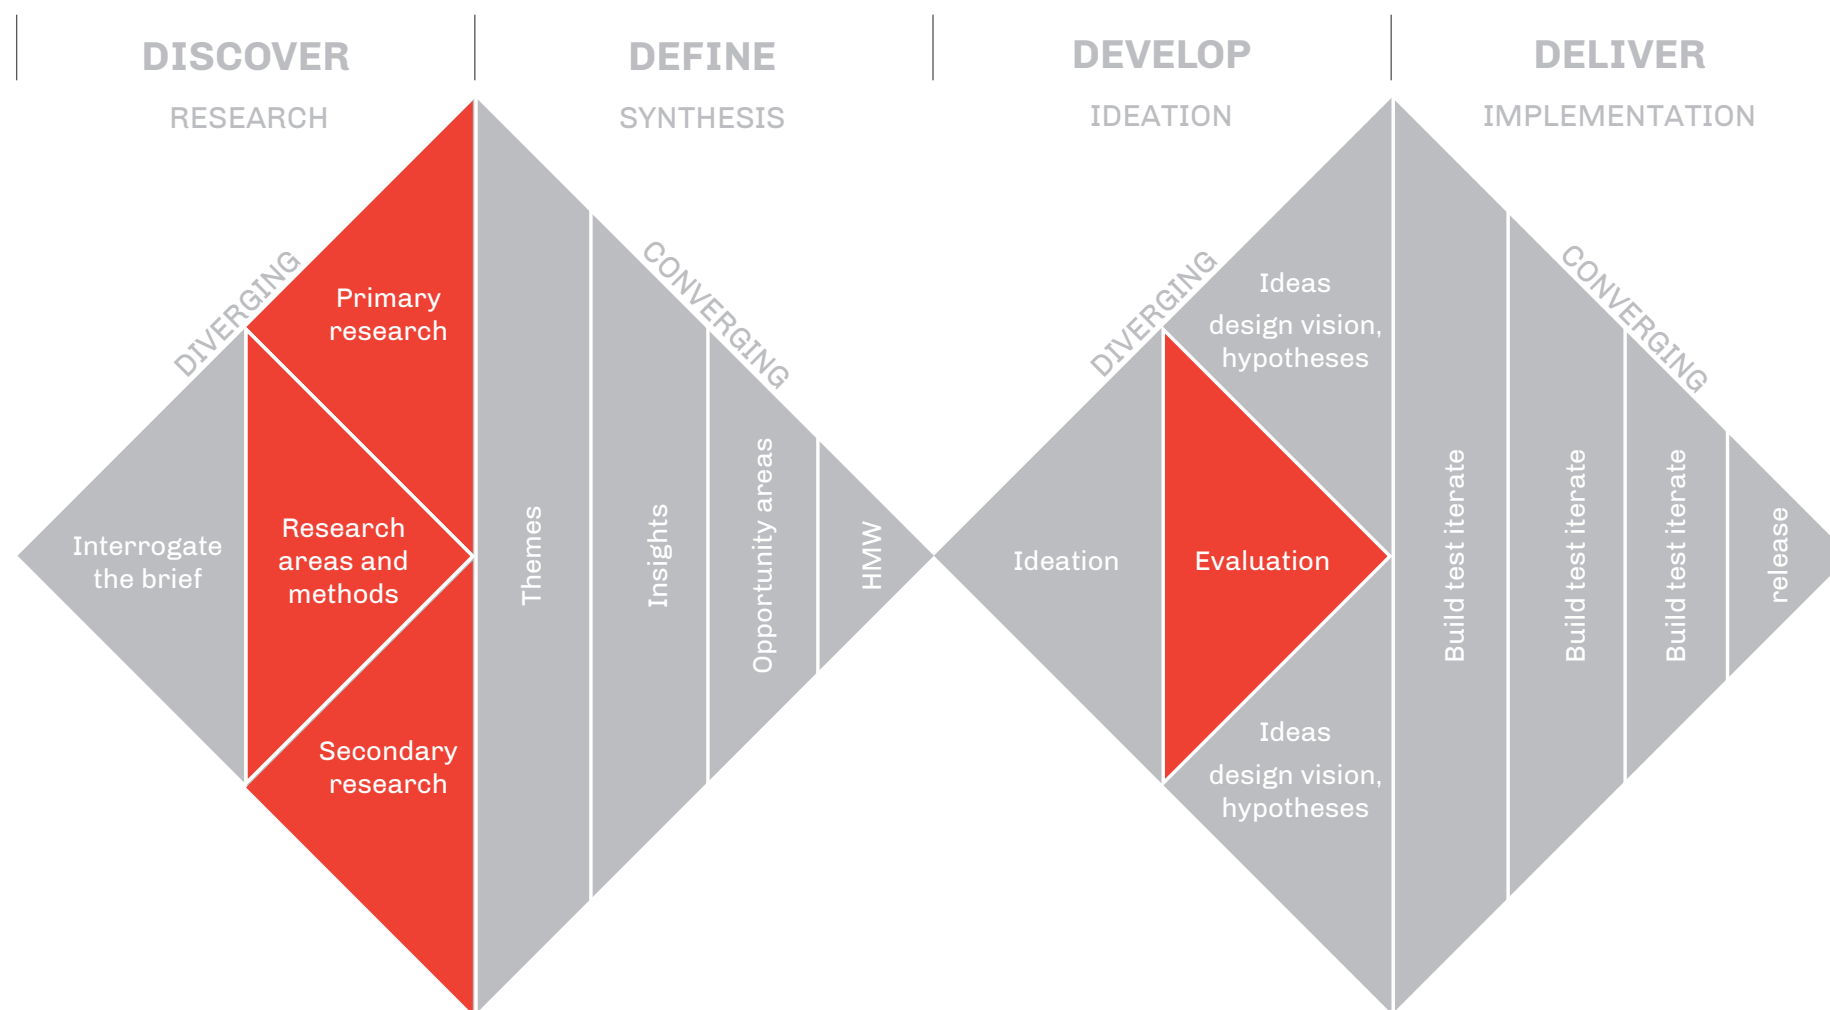 DISCOVER
RESEARCH
DEFINE
SYNTHESIS
DEVELOP
IDEATION
DELIVER
IMPLEMENTATION
DIVERGING
Interrogate
the brief
Primary
research
Research
areas and
methods
Secondary
research
CONVERGING
Themes
Insights
Opportunity areas
HMW
DIVERGING
Ideation
Ideas
design vision,
hypotheses
Evaluation
Ideas
design vision,
hypotheses
CONVERGING
Build test iterate
Build test iterate
Build test iterate
release